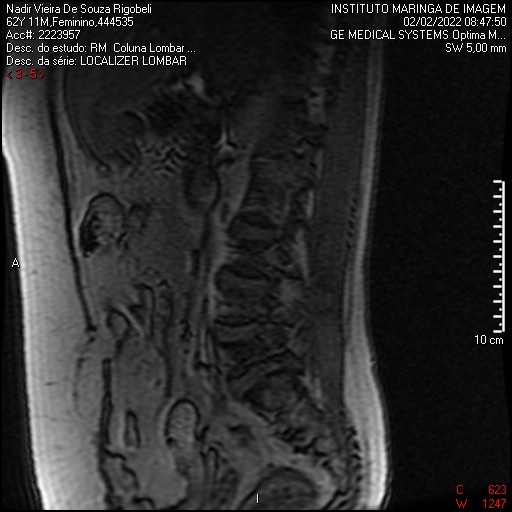 Nadir Vieira De Souza Rigobeli
62Y 11M,Feminino,444535
Acc#: 2223957
Desc. do estudo: RM  Coluna Lombar ...
Desc. da série: LOCALIZER LOMBAR
< 3 - 5 >
INSTITUTO MARINGA DE IMAGEM
02/02/2022 08:47:50
GE MEDICAL SYSTEMS Optima M...
SW 5,00 mm
A
10 cm
I
C 623
W 1247